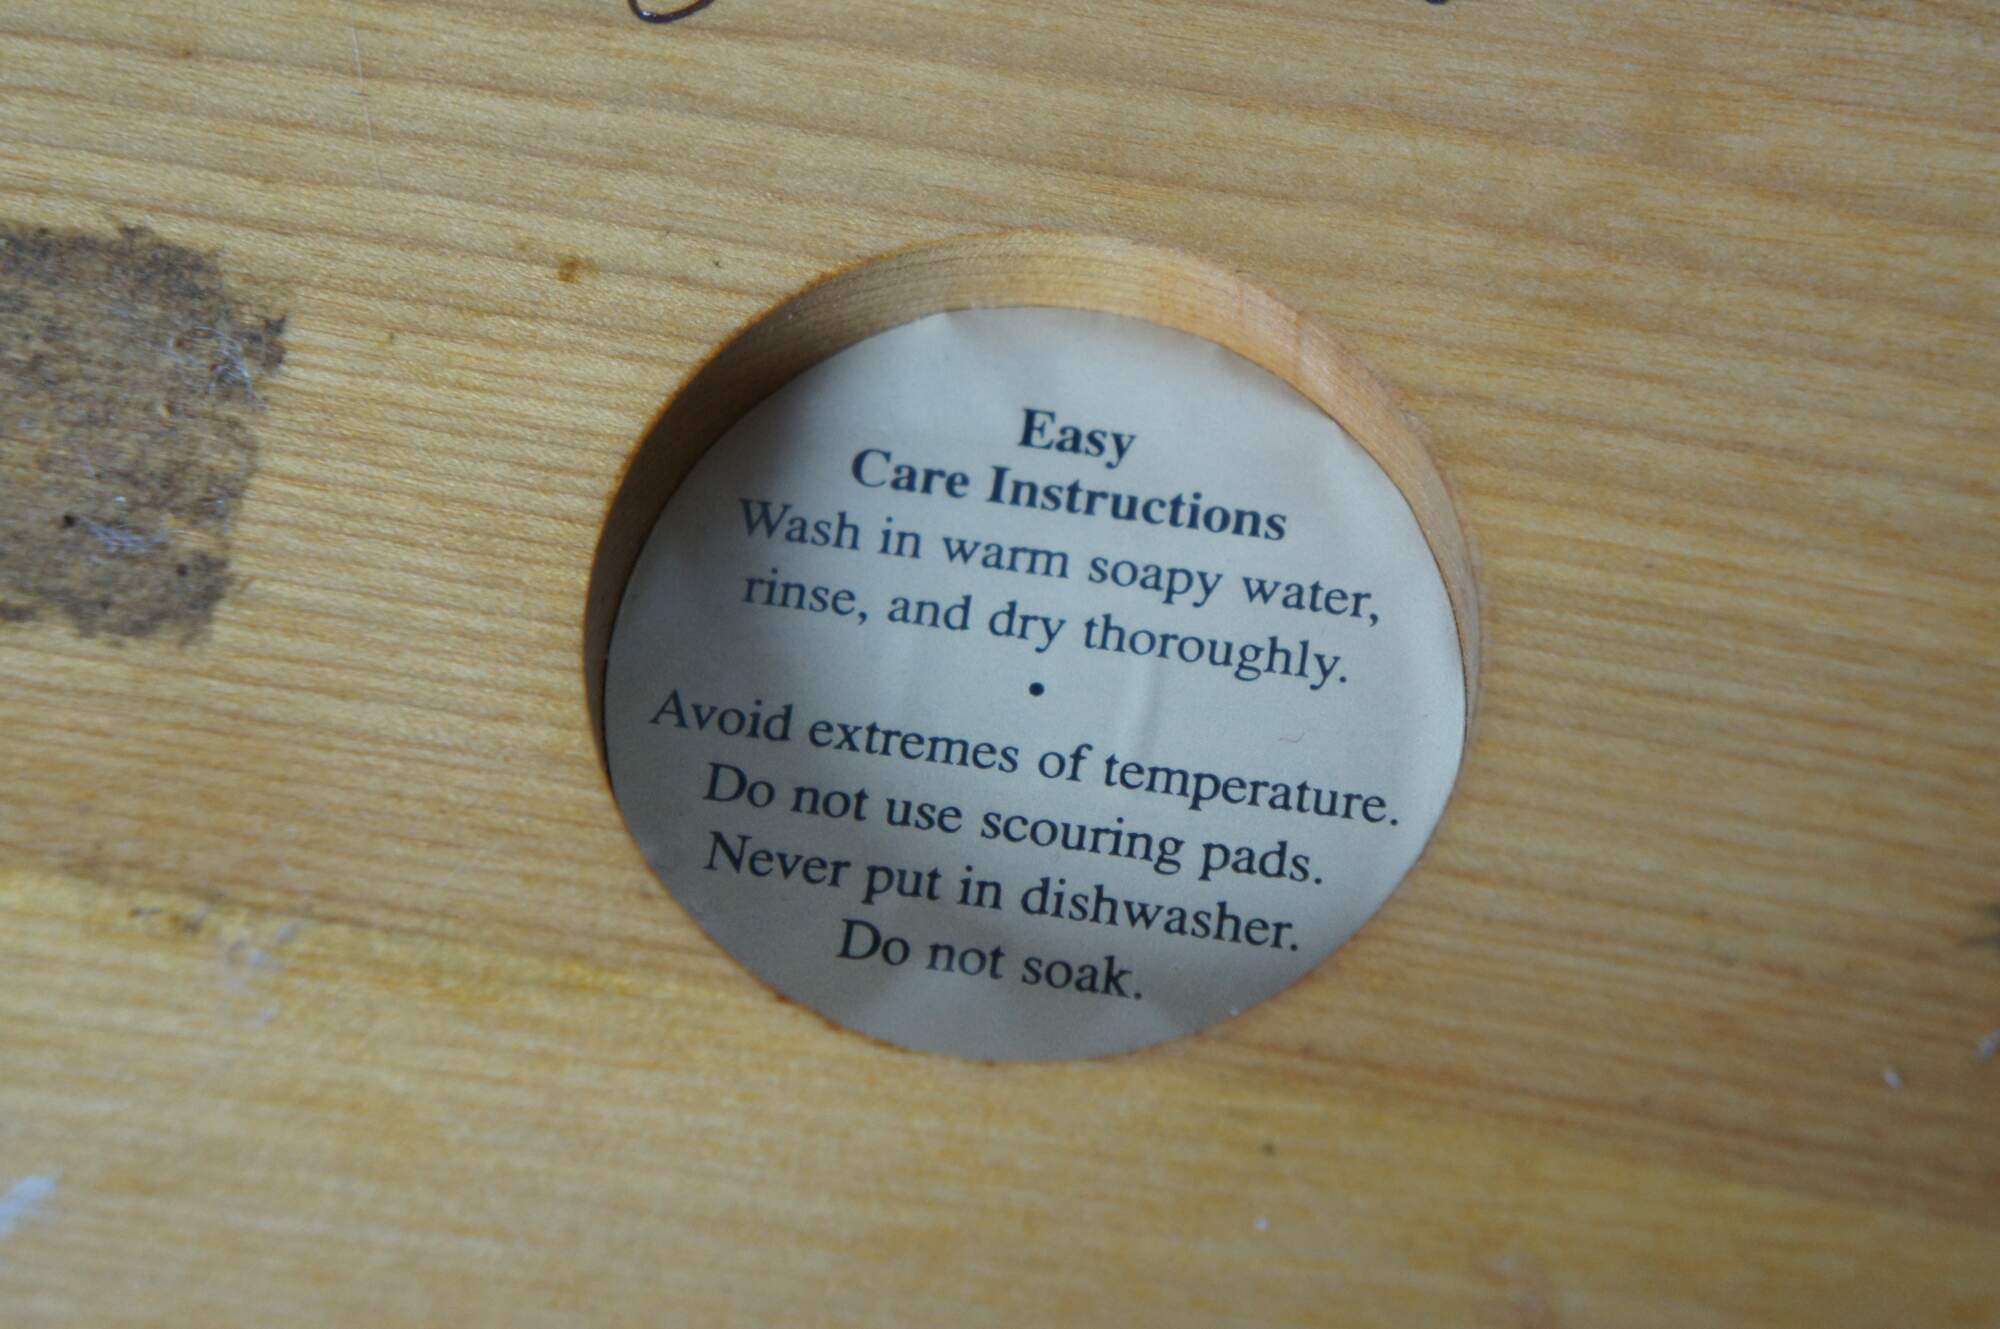 Easy
Care Instructions
Wash in warm soapy water,
rinse, and dry thoroughly.
•
Avoid extremes of temperature.
Do not use scouring pads.
Never put in dishwasher.
Do not soak.